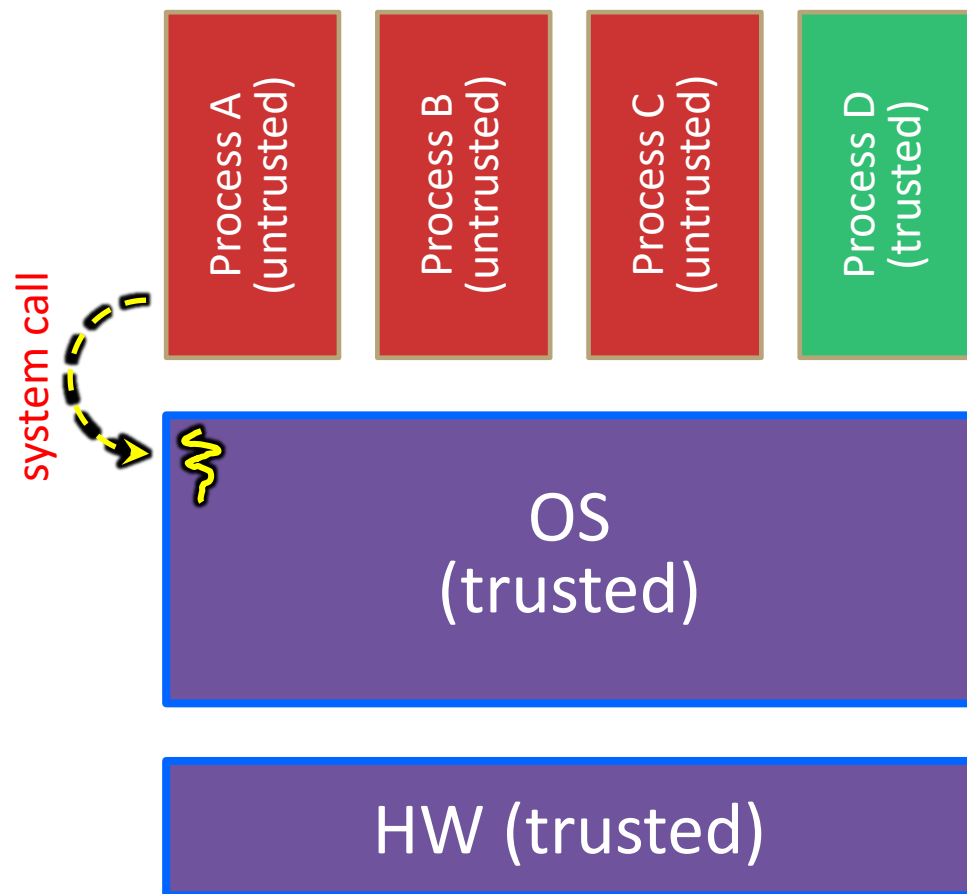 Process A
(untrusted)
Process B
(untrusted)
Process C
(untrusted)
Process D
(trusted)
system call
OS
(trusted)
HW (trusted)